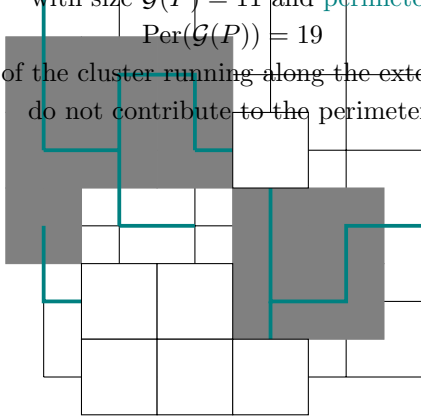 with size 𝒢(P) = 11 and perimete
Per(𝒢(P)) = 19
of the cluster running along the exte
do not contribute to the perimeter